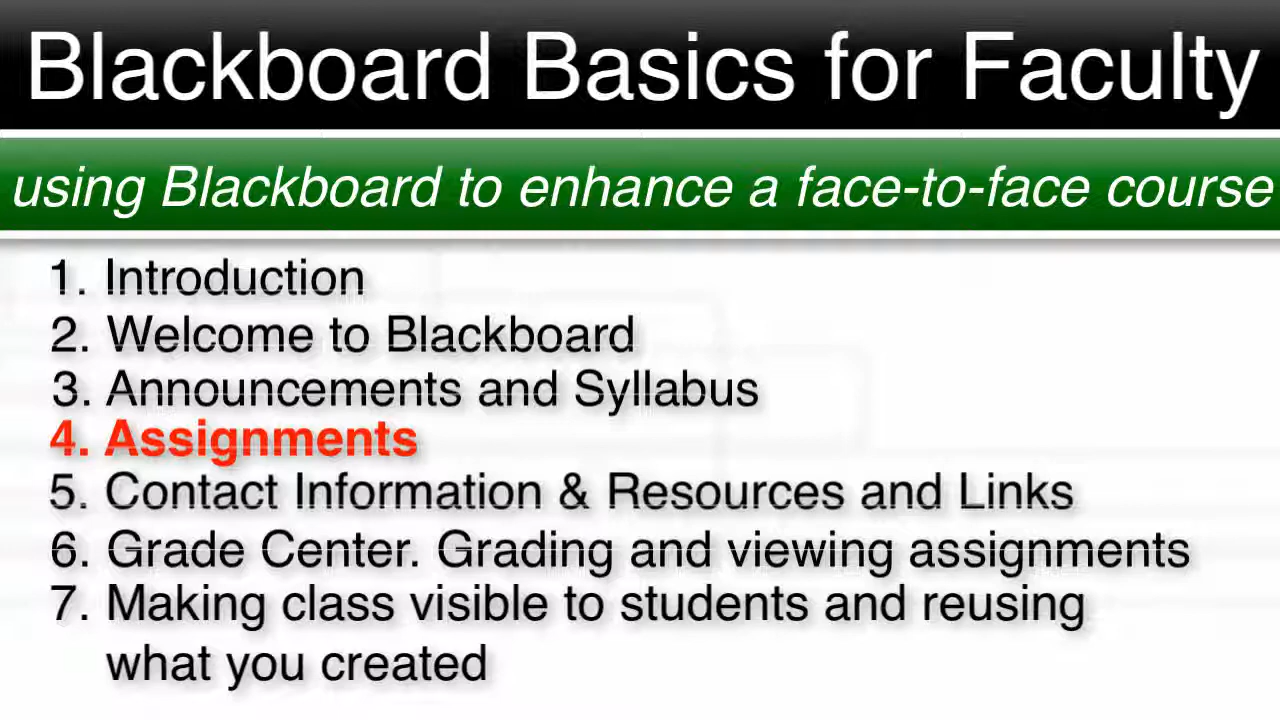 Blackboard Basics for Faculty
using Blackboard to enhance a face-to-face course
1. Introduction
2. Welcome to Blackboard
3. Announcements and Syllabus
4. Assignments
5. Contact Information & Resources and Links
6. Grade Center. Grading and viewing assignments
7. Making class visible to students and reusing
what you created